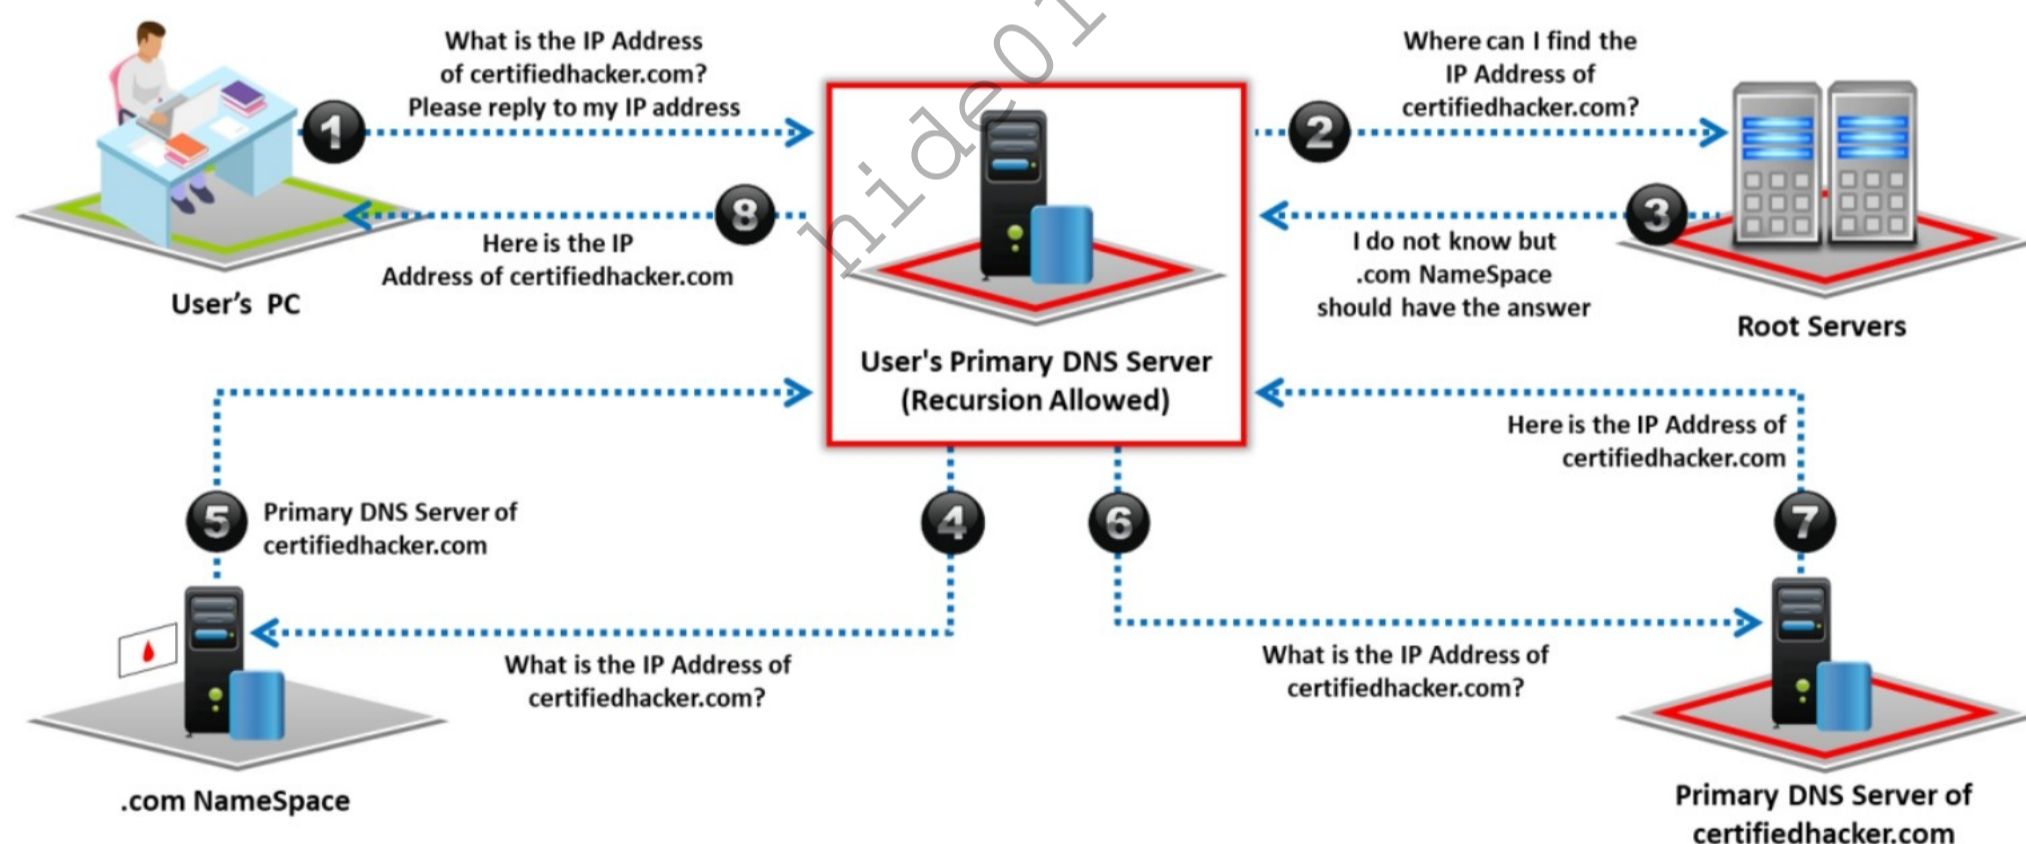 What is the IP Address
of certifiedhacker.com?
Please reply to my IP address
1
8
Here is the IP
Address of certifiedhacker.com
User's PC
hide01
User's Primary DNS Server
(Recursion Allowed)
Where can I find the
IP Address of
certifiedhacker.com?
2
3
I do not know but
.com NameSpace
should have the answer
Root Servers
5
Primary DNS Server of
certifiedhacker.com
4
What is the IP Address of
certifiedhacker.com?
.com NameSpace
6
What is the IP Address of
certifiedhacker.com?
Here is the IP Address of
certifiedhacker.com
7
Primary DNS Server of
certifiedhacker.com